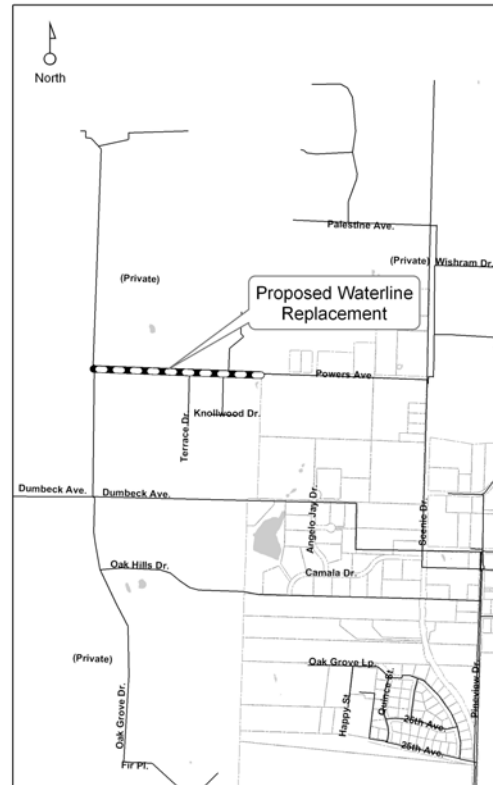 North
Palestine Ave.
(Private)
Wishram Dr.
(Private)
Proposed Waterline
Replacement
Powers Ave.
Knollwood Dr.
Terrace Dr.
Dumbeck Ave.
Dumbeck Ave.
Angelo Jay Dr.
Scenic Dr.
Oak Hills Dr.
Camala Dr.
(Private)
Oak Grove Lp.
Oak Grove Dr.
Happy St.
Quince St.
Pineview Dr.
26th Ave.
25th Ave.
Fir Pl.